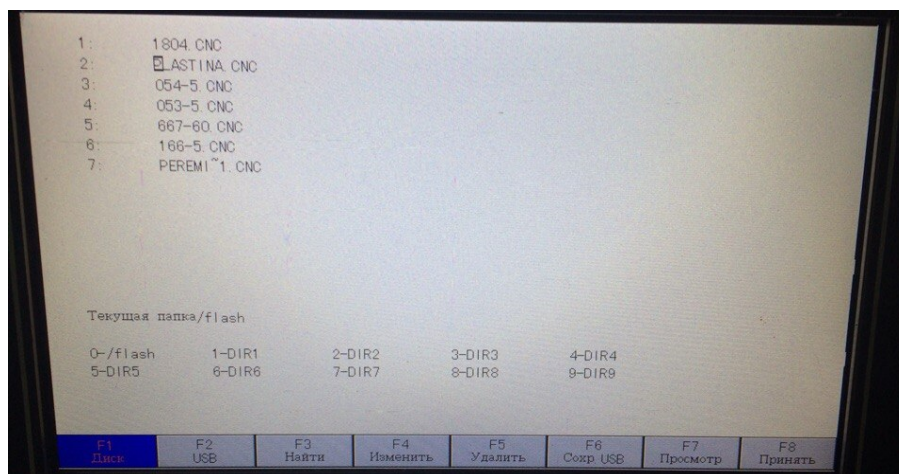 1: 1804.CNC
2: PLASTINA.CNC
3: 054-5.CNC
4: 053-5.CNC
5: 667-60.CNC
6: 166-5.CNC
7: PEREMI~1.CNC
Текущая папка/flash
0-/flash 1-DIR1 2-DIR2 3-DIR3 4-DIR4
5-DIR5 6-DIR6 7-DIR7 8-DIR8 9-DIR9
F1 F2 F3 F4 F5 F6 F7 F8
Диск USB Найти Изменить Удалить Сохр.USB Просмотр Принять